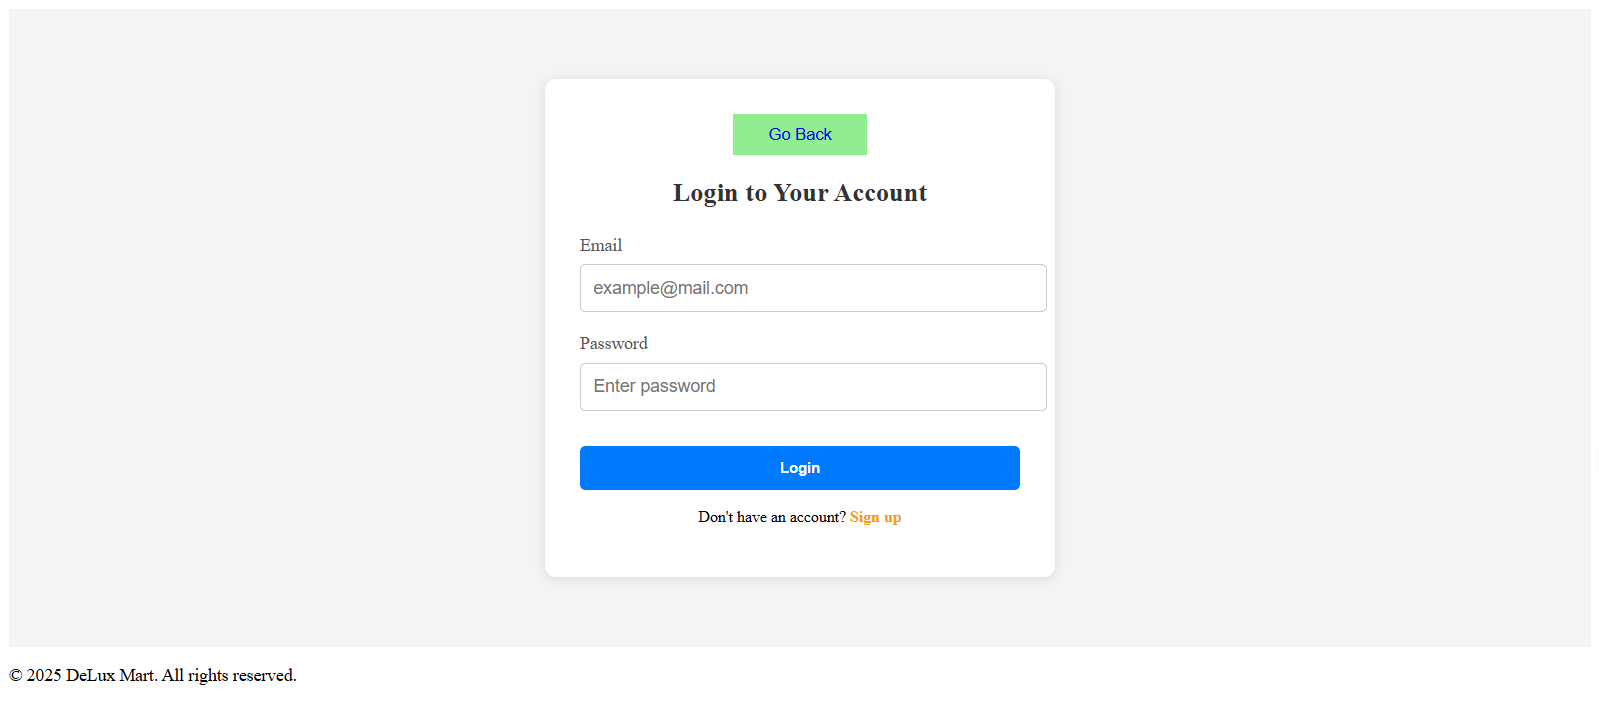 Go Back
Login to Your Account
Email
example@mail.com
Password
Enter password
Login
Don't have an account? Sign up
© 2025 DeLux Mart. All rights reserved.